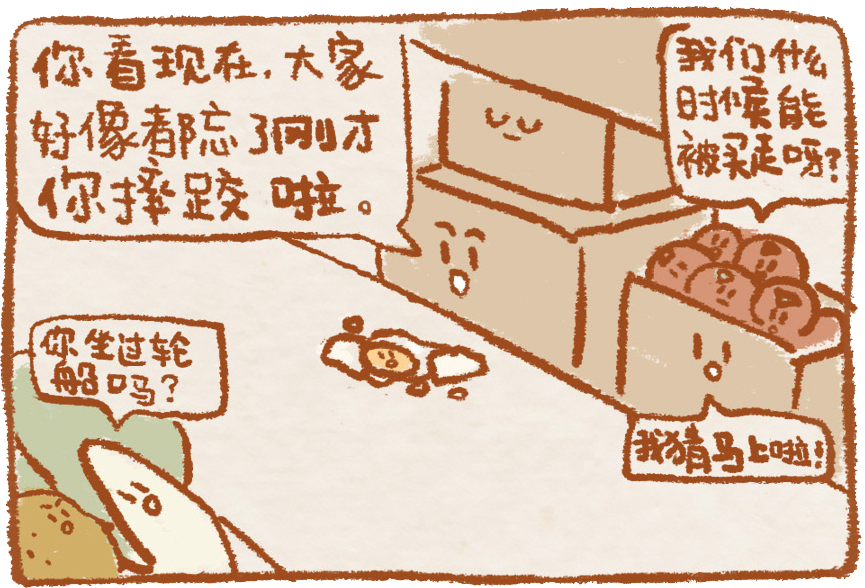 你看现在，大家
好像都忘了刚才
你摔跤 啦。
我们什么
时候能
被买走呀？
你坐过轮
船吗？
我猜马上啦！